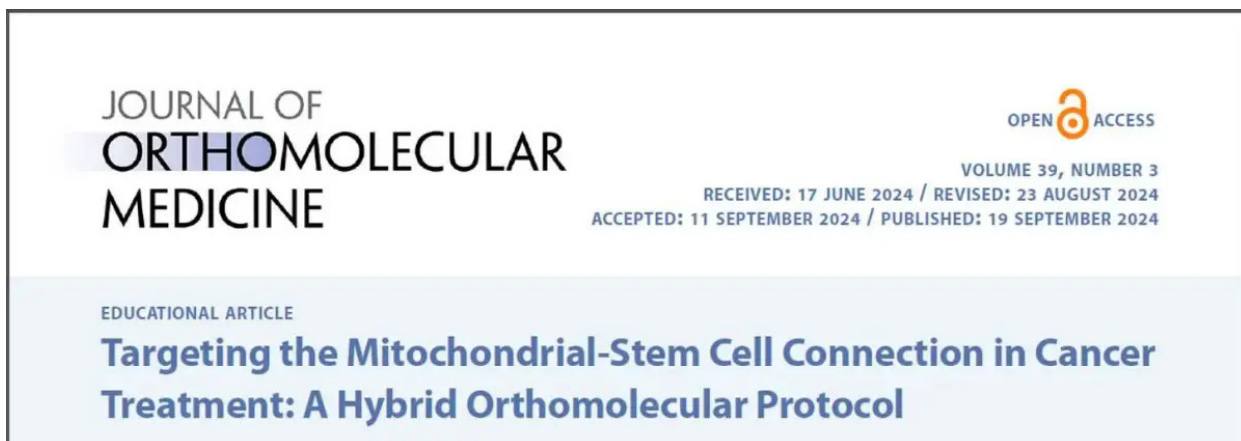 JOURNAL OF
ORTHOMOLECULAR
MEDICINE
OPEN ACCESS
VOLUME 39, NUMBER 3
RECEIVED: 17 JUNE 2024 / REVISED: 23 AUGUST 2024
ACCEPTED: 11 SEPTEMBER 2024 / PUBLISHED: 19 SEPTEMBER 2024
EDUCATIONAL ARTICLE
Targeting the Mitochondrial-Stem Cell Connection in Cancer
Treatment: A Hybrid Orthomolecular Protocol